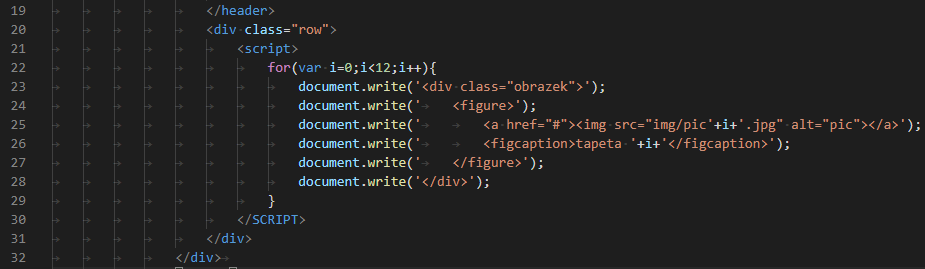 19 </header>
20 <div class="row">
21 <script>
22 for(var i=0;i<12;i++){
23 document.write('<div class="obrazek">');
24 document.write('	<figure>');
25 document.write('		<a href="#"><img src="img/pic'+i+'.jpg" alt="pic"></a>');
26 document.write('		<figcaption>tapeta '+i+'</figcaption>');
27 document.write('	</figure>');
28 document.write('</div>');
29 }
30 </SCRIPT>
31 </div>
32 </div>